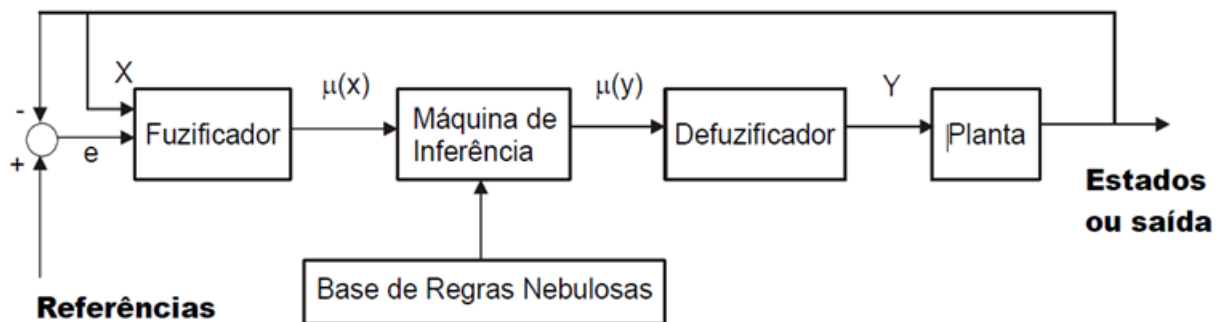 X
μ(x)
μ(y)
Y
-
Fuzificador
Máquina de
Inferência
Defuzificador
Planta
+
e
Estados
ou saída
Base de Regras Nebulosas
Referências